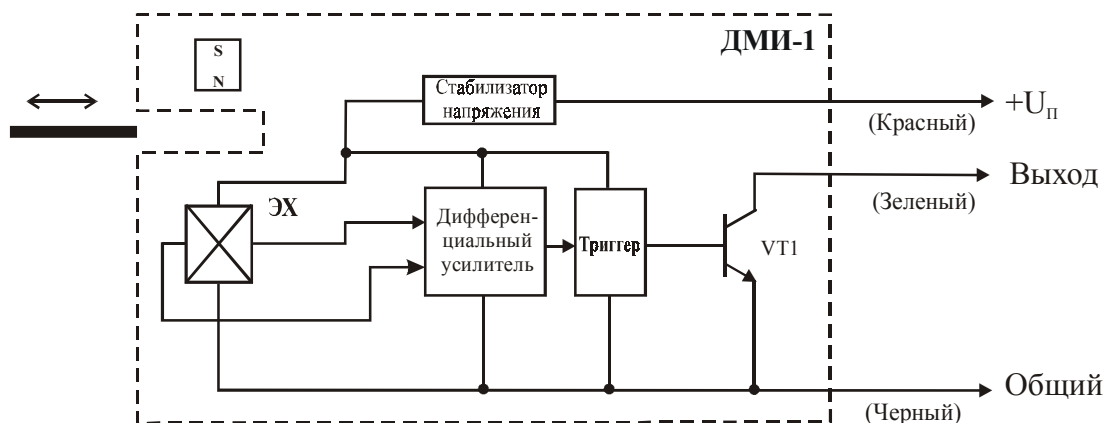 ДМИ-1
S
N
Стабилизатор
напряжения
+Uп
(Красный)
Выход
(Зеленый)
ЭХ
Дифферен-
циальный
усилитель
Триггер
VT1
Общий
(Черный)